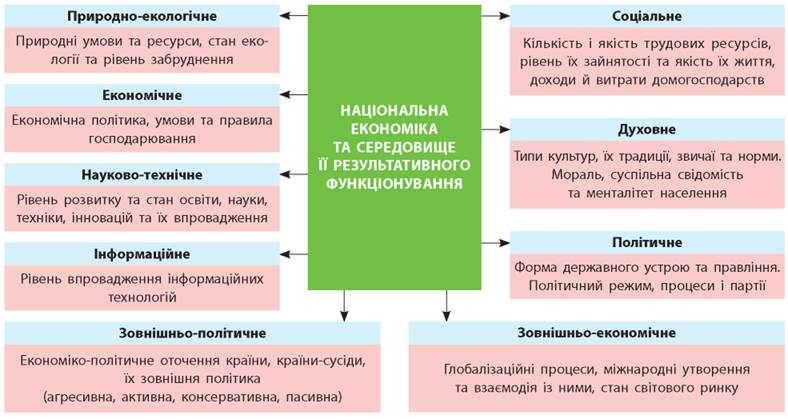 Природно-екологічне
Природні умови та ресурси, стан еко-
логії та рівень забруднення
Економічне
Економічна політика, умови та правила
господарювання
Науково-технічне
Рівень розвитку та стан освіти, науки,
техніки, інновацій та їх впровадження
Інформаційне
Рівень впровадження інформаційних
технологій
НАЦІОНАЛЬНА
ЕКОНОМІКА
ТА СЕРЕДОВИЩЕ
ЇЇ РЕЗУЛЬТАТИВНОГО
ФУНКЦІОНУВАННЯ
Соціальне
Кількість і якість трудових ресурсів,
рівень їх зайнятості та якість їх життя,
доходи й витрати домогосподарств
Духовне
Типи культур, їх традиції, звичаї та норми.
Мораль, суспільна свідомість
та менталітет населення
Політичне
Форма державного устрою та правління.
Політичний режим, процеси і партії
Зовнішньо-політичне
Економіко-політичне оточення країни, країни-сусіди,
їх зовнішня політика
(агресивна, активна, консервативна, пасивна)
Зовнішньо-економічне
Глобалізаційні процеси, міжнародні утворення
та взаємодія із ними, стан світового ринку